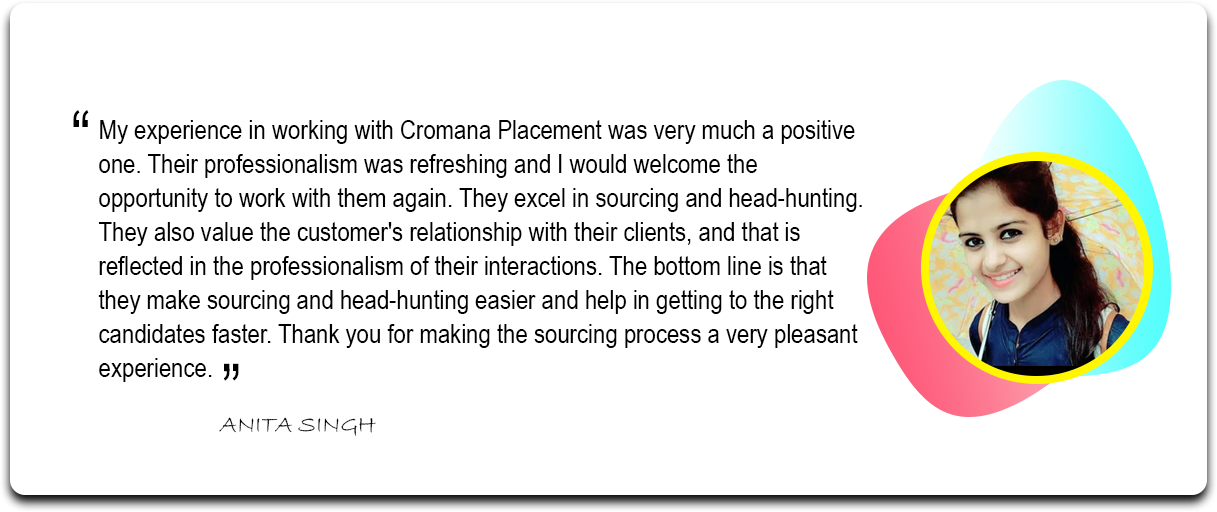 “ My experience in working with Cromana Placement was very much a positive
one. Their professionalism was refreshing and I would welcome the
opportunity to work with them again. They excel in sourcing and head-hunting.
They also value the customer's relationship with their clients, and that is
reflected in the professionalism of their interactions. The bottom line is that
they make sourcing and head-hunting easier and help in getting to the right
candidates faster. Thank you for making the sourcing process a very pleasant
experience. ”
ANITA SINGH